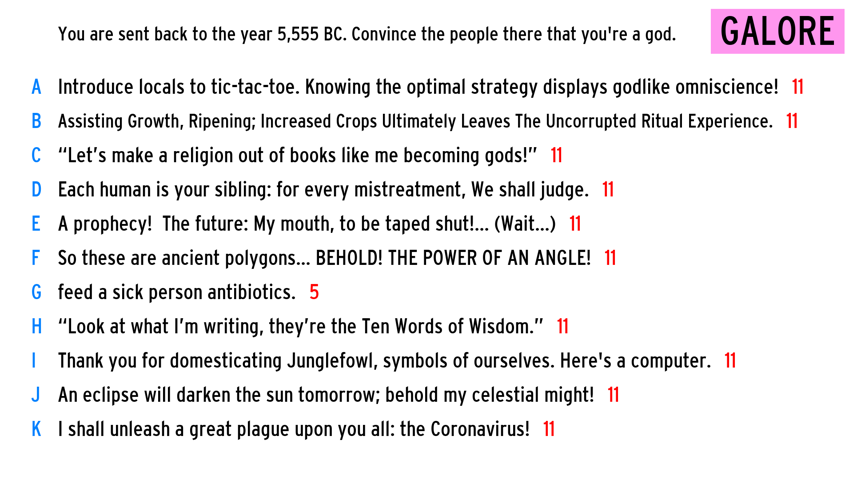 You are sent back to the year 5,555 BC. Convince the people there that you're a god.
GALORE
A Introduce locals to tic-tac-toe. Knowing the optimal strategy displays godlike omniscience! 11
B Assisting Growth, Ripening; Increased Crops Ultimately Leaves The Uncorrupted Ritual Experience. 11
C “Let’s make a religion out of books like me becoming gods!” 11
D Each human is your sibling: for every mistreatment, We shall judge. 11
E A prophecy! The future: My mouth, to be taped shut!... (Wait...) 11
F So these are ancient polygons... BEHOLD! THE POWER OF AN ANGLE! 11
G feed a sick person antibiotics. 5
H “Look at what I’m writing, they’re the Ten Words of Wisdom.” 11
I Thank you for domesticating Junglefowl, symbols of ourselves. Here's a computer. 11
J An eclipse will darken the sun tomorrow; behold my celestial might! 11
K I shall unleash a great plague upon you all: the Coronavirus! 11